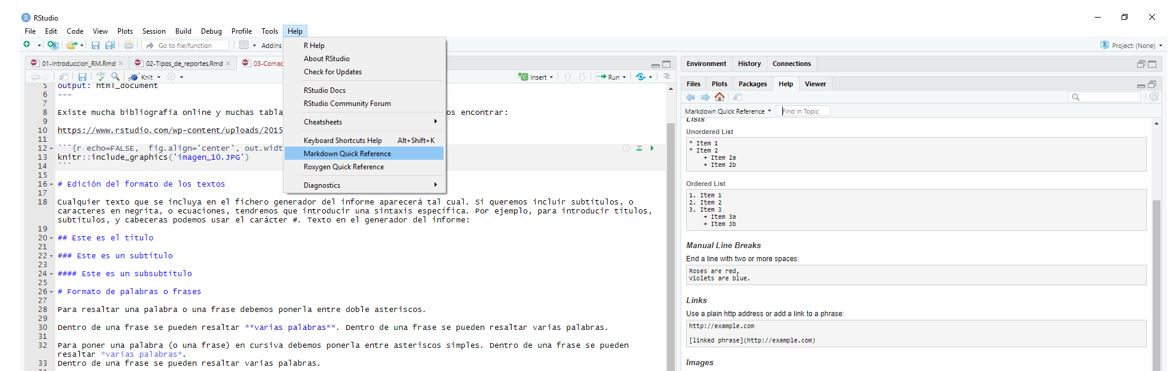 RStudio
File Edit Code View Plots Session Build Debug Profile Tools Help
Go to file/function Addins Project: (None)
R Help
About RStudio
Check for Updates
RStudio Docs
RStudio Community Forum
Cheatsheets
Keyboard Shortcuts Help Alt+Shift+K
Markdown Quick Reference
Roxygen Quick Reference
Diagnostics
01-Introduccion_RM.Rmd 02-Tipos_de_reportes.Rmd 03-Comac
Knit Insert Run
5 output: html_document
6 ---
7
8 Existe mucha bibliografía online y muchas tabla os encontrar:
9
10 https://www.rstudio.com/wp-content/uploads/2015
11
12 ```{r echo=FALSE, fig.align='center', out.widt
13 knitr::include_graphics('imagen_10.JPG')
14 ```
15
16 # Edición del formato de los textos
17
18 Cualquier texto que se incluya en el fichero generador del informe aparecerá tal cual. Si queremos incluir subtítulos, o
caracteres en negrita, o ecuaciones, tendremos que introducir una sintaxis específica. Por ejemplo, para introducir títulos,
subtítulos, y cabeceras podemos usar el carácter #. Texto en el generador del informe:
19
20 ## Este es el título
21
22 ### Este es un subtítulo
23
24 #### Este es un subsubtítulo
25
26 # Formato de palabras o frases
27
28 Para resaltar una palabra o una frase debemos ponerla entre doble asteriscos.
29
30 Dentro de una frase se pueden resaltar **varias palabras**. Dentro de una frase se pueden resaltar varias palabras.
31
32 Para poner una palabra (o una frase) en cursiva debemos ponerla entre asteriscos simples. Dentro de una frase se pueden
resaltar *varias palabras*.
33 Dentro de una frase se pueden resaltar varias palabras.
Environment History Connections
Files Plots Packages Help Viewer
Markdown Quick Reference Find in Topic
Lists
Unordered List
* Item 1
* Item 2
+ Item 2a
+ Item 2b
Ordered List
1. Item 1
2. Item 2
3. Item 3
+ Item 3a
+ Item 3b
Manual Line Breaks
End a line with two or more spaces:
Roses are red,
Violets are blue.
Links
Use a plain http address or add a link to a phrase:
http://example.com
[linked phrase](http://example.com)
Images